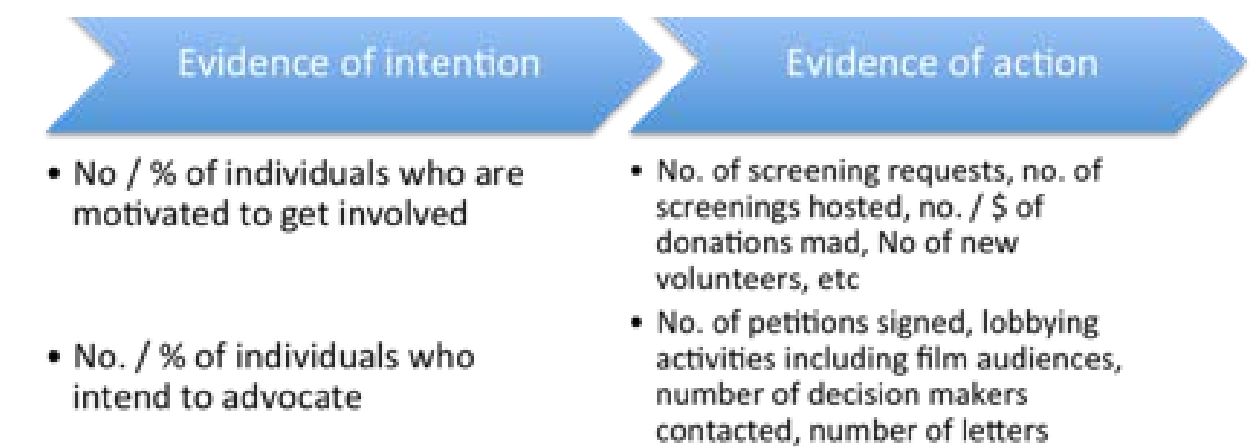 Evidence of intention
• No / % of individuals who are
motivated to get involved
• No. / % of individuals who
intend to advocate
Evidence of action
• No. of screening requests, no. of
screenings hosted, no. / $ of
donations mad, No of new
volunteers, etc
• No. of petitions signed, lobbying
activities including film audiences,
number of decision makers
contacted, number of letters